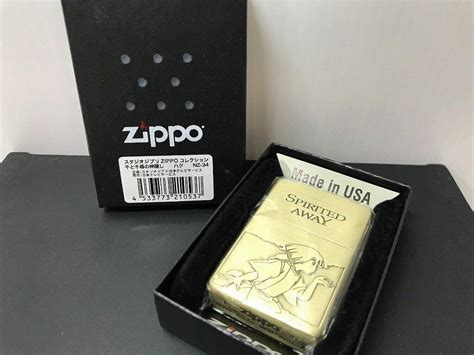 zippo
スタジオジブリ ZIPPO コレクション
千と千尋の神隠し ハク NZ-34
4 533773 210537
Made in USA
SPIRITED
AWAY